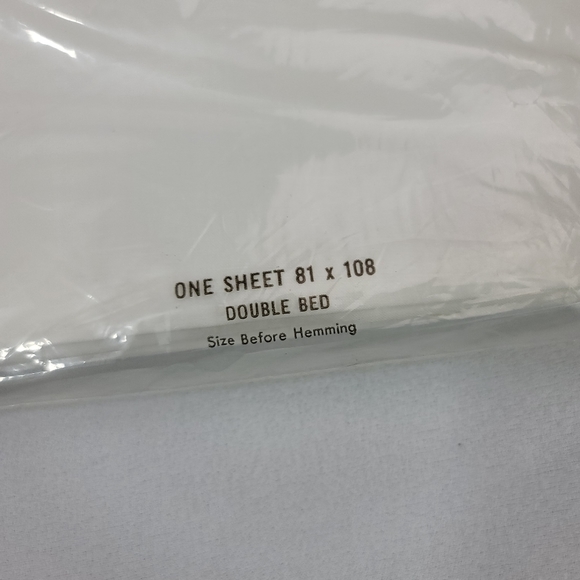 ONE SHEET 81 x 108
DOUBLE BED
Size Before Hemming